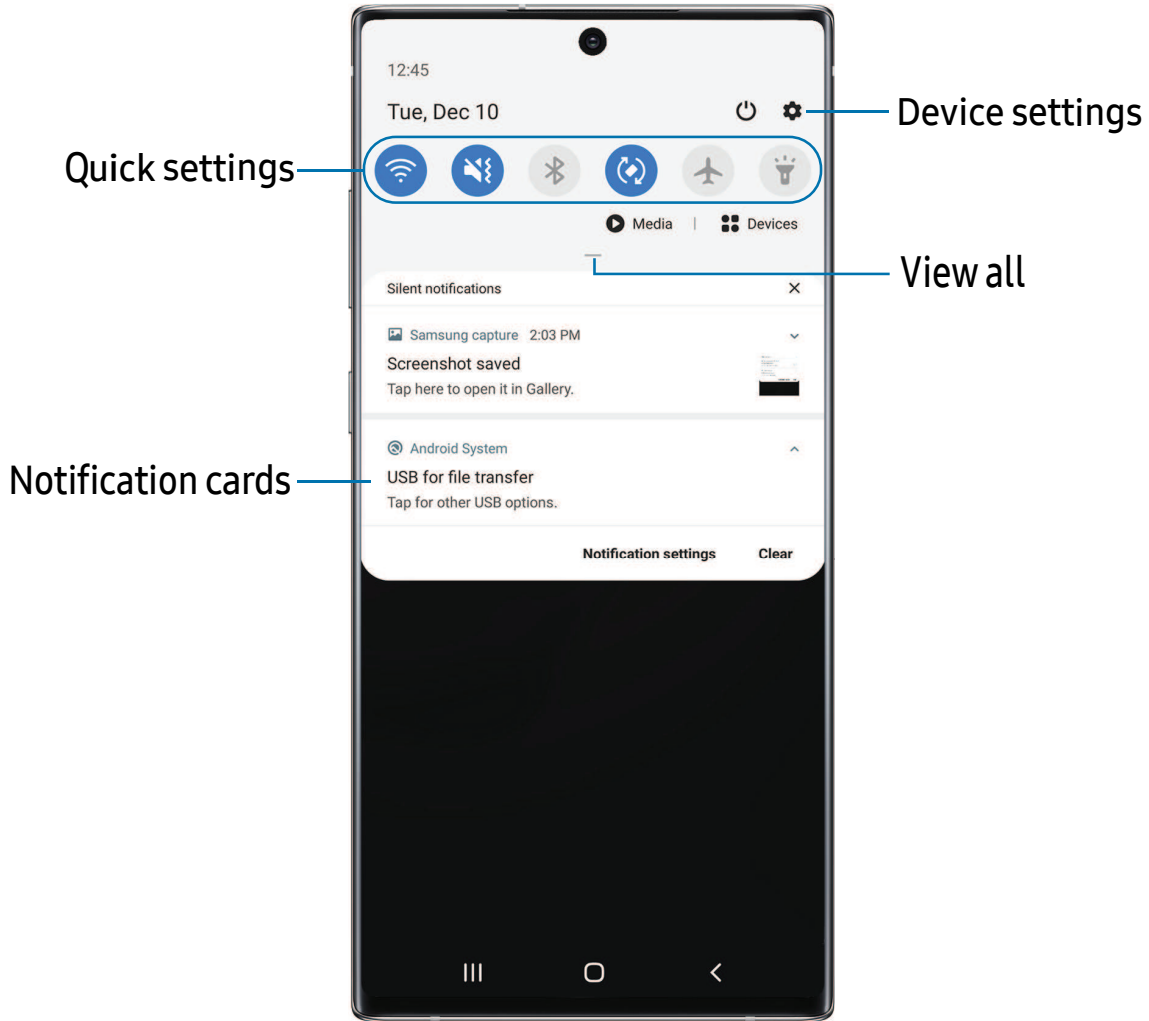 12:45
Tue, Dec 10
Device settings
Quick settings
Media | Devices
View all
Silent notifications
Samsung capture 2:03 PM
Screenshot saved
Tap here to open it in Gallery.
Android System
Notification cards
USB for file transfer
Tap for other USB options.
Notification settings Clear